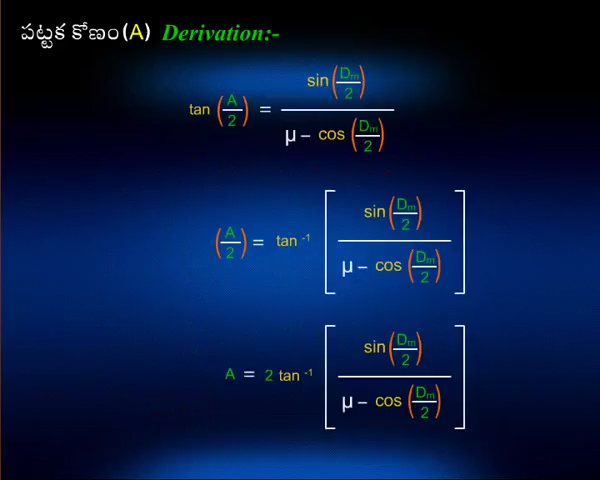 పట్టక కోణం(A) Derivation:-
tan (A/2) = sin(Dm/2) / μ – cos (Dm/2)
(A/2) = tan -1 [ sin(Dm/2) / μ – cos (Dm/2) ]
A = 2 tan -1 [ sin(Dm/2) / μ – cos (Dm/2) ]